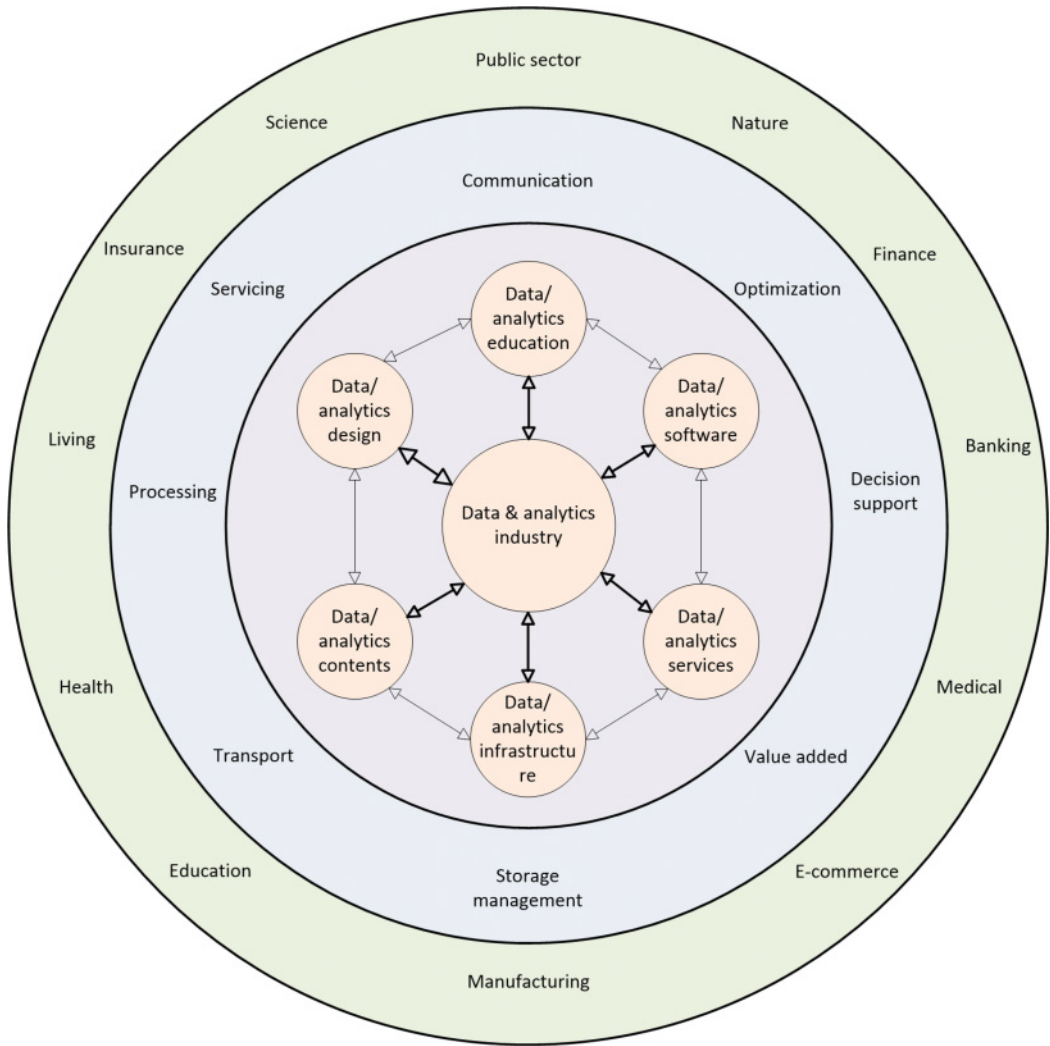 Public sector
Science
Nature
Communication
Insurance
Finance
Servicing
Optimization
Data/
analytics
education
Data/
analytics
design
Data/
analytics
software
Living
Banking
Processing
Decision
support
Data & analytics
industry
Data/
analytics
contents
Data/
analytics
services
Health
Medical
Data/
analytics
infrastructu
re
Transport
Value added
Education
E-commerce
Storage
management
Manufacturing